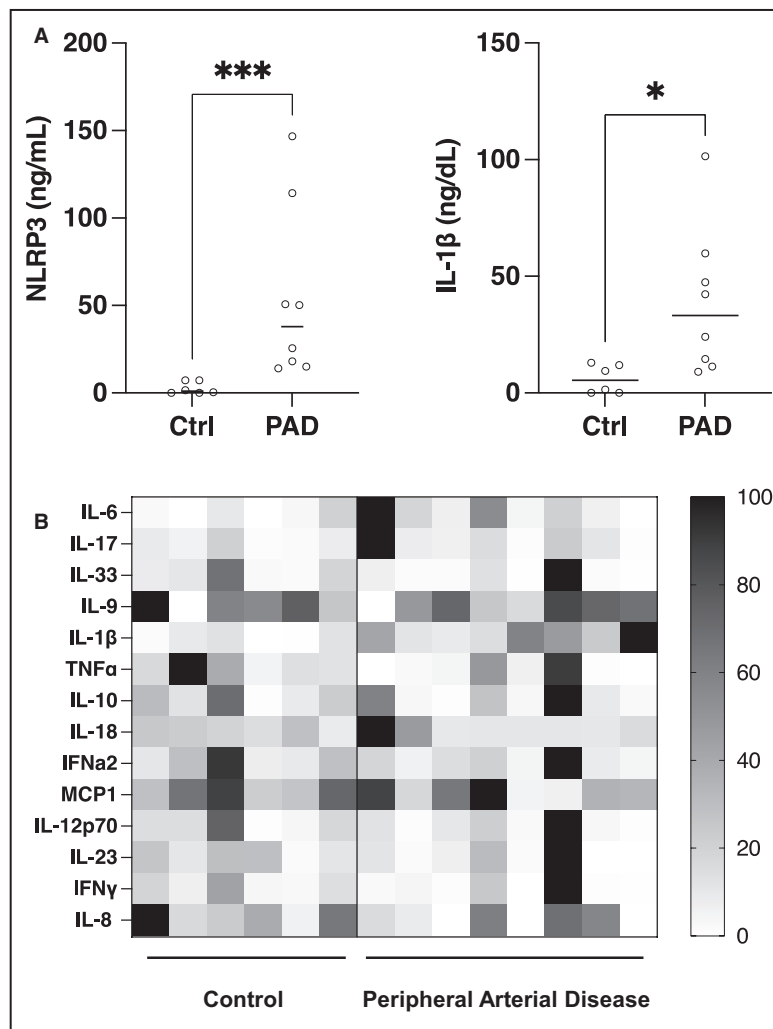 A
200
150
100
50
0
NLRP3 (ng/mL)
***
Ctrl
PAD
150
100
50
0
IL-1β (ng/dL)
*
Ctrl
PAD
B
IL-6
IL-17
IL-33
IL-9
IL-1β
TNFα
IL-10
IL-18
IFNa2
MCP1
IL-12p70
IL-23
IFNγ
IL-8
100
80
60
40
20
0
Control
Peripheral Arterial Disease